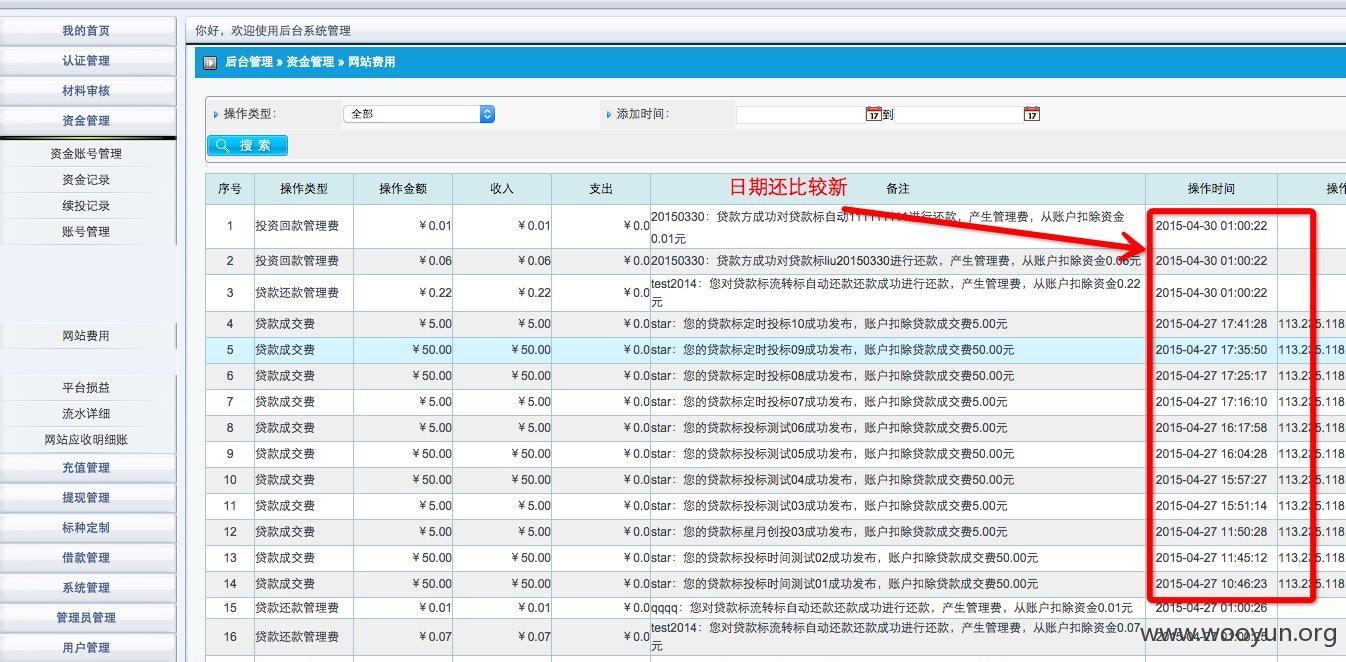 我的首页
认证管理
材料审核
资金管理
资金账号管理
资金记录
续投记录
账号管理
网站费用
平台损益
流水详细
网站应收明细账
充值管理
提现管理
标种定制
借款管理
系统管理
管理员管理
用户管理
你好，欢迎使用后台系统管理
后台管理 » 资金管理 » 网站费用
操作类型： 全部 添加时间： 17 到 17
搜 索
日期还比较新
序号 操作类型 操作金额 收入 支出 备注 操作时间 操作
1 投资回款管理费 ￥0.01 ￥0.01 ￥0.0 20150330：贷款方成功对贷款标自动111111111进行还款，产生管理费，从账户扣除资金
0.01元 2015-04-30 01:00:22
2 投资回款管理费 ￥0.06 ￥0.06 ￥0.0 20150330：贷款方成功对贷款标liu20150330进行还款，产生管理费，从账户扣除资金0.06元 2015-04-30 01:00:22
3 贷款还款管理费 ￥0.22 ￥0.22 ￥0.0 test2014：您对贷款标流转标自动还款还款成功进行还款，产生管理费，从账户扣除资金0.22
元 2015-04-30 01:00:22
4 贷款成交费 ￥5.00 ￥5.00 ￥0.0 star：您的贷款标定时投标10成功发布，账户扣除贷款成交费5.00元 2015-04-27 17:41:28 113.235.118
5 贷款成交费 ￥50.00 ￥50.00 ￥0.0 star：您的贷款标定时投标09成功发布，账户扣除贷款成交费50.00元 2015-04-27 17:35:50 113.235.118
6 贷款成交费 ￥50.00 ￥50.00 ￥0.0 star：您的贷款标定时投标08成功发布，账户扣除贷款成交费50.00元 2015-04-27 17:25:17 113.235.118
7 贷款成交费 ￥5.00 ￥5.00 ￥0.0 star：您的贷款标定时投标07成功发布，账户扣除贷款成交费5.00元 2015-04-27 17:16:10 113.235.118
8 贷款成交费 ￥5.00 ￥5.00 ￥0.0 star：您的贷款标投标测试06成功发布，账户扣除贷款成交费5.00元 2015-04-27 16:17:58 113.235.118
9 贷款成交费 ￥50.00 ￥50.00 ￥0.0 star：您的贷款标投标测试05成功发布，账户扣除贷款成交费50.00元 2015-04-27 16:04:28 113.235.118
10 贷款成交费 ￥50.00 ￥50.00 ￥0.0 star：您的贷款标投标测试04成功发布，账户扣除贷款成交费50.00元 2015-04-27 15:57:27 113.235.118
11 贷款成交费 ￥5.00 ￥5.00 ￥0.0 star：您的贷款标投标测试03成功发布，账户扣除贷款成交费5.00元 2015-04-27 15:51:14 113.235.118
12 贷款成交费 ￥5.00 ￥5.00 ￥0.0 star：您的贷款标星月创投03成功发布，账户扣除贷款成交费5.00元 2015-04-27 11:50:28 113.235.118
13 贷款成交费 ￥50.00 ￥50.00 ￥0.0 star：您的贷款标投标时间测试02成功发布，账户扣除贷款成交费50.00元 2015-04-27 11:45:12 113.235.118
14 贷款成交费 ￥50.00 ￥50.00 ￥0.0 star：您的贷款标投标时间测试01成功发布，账户扣除贷款成交费50.00元 2015-04-27 10:46:23 113.235.118
15 贷款还款管理费 ￥0.01 ￥0.01 ￥0.0 qqqq：您对贷款标流转标自动还款还款成功进行还款，产生管理费，从账户扣除资金0.01元 2015-04-27 01:00:26
16 贷款还款管理费 ￥0.07 ￥0.07 ￥0.0 test2014：您对贷款标流转标自动还款还款成功进行还款，产生管理费，从账户扣除资金0.07
元
www.wooyun.org